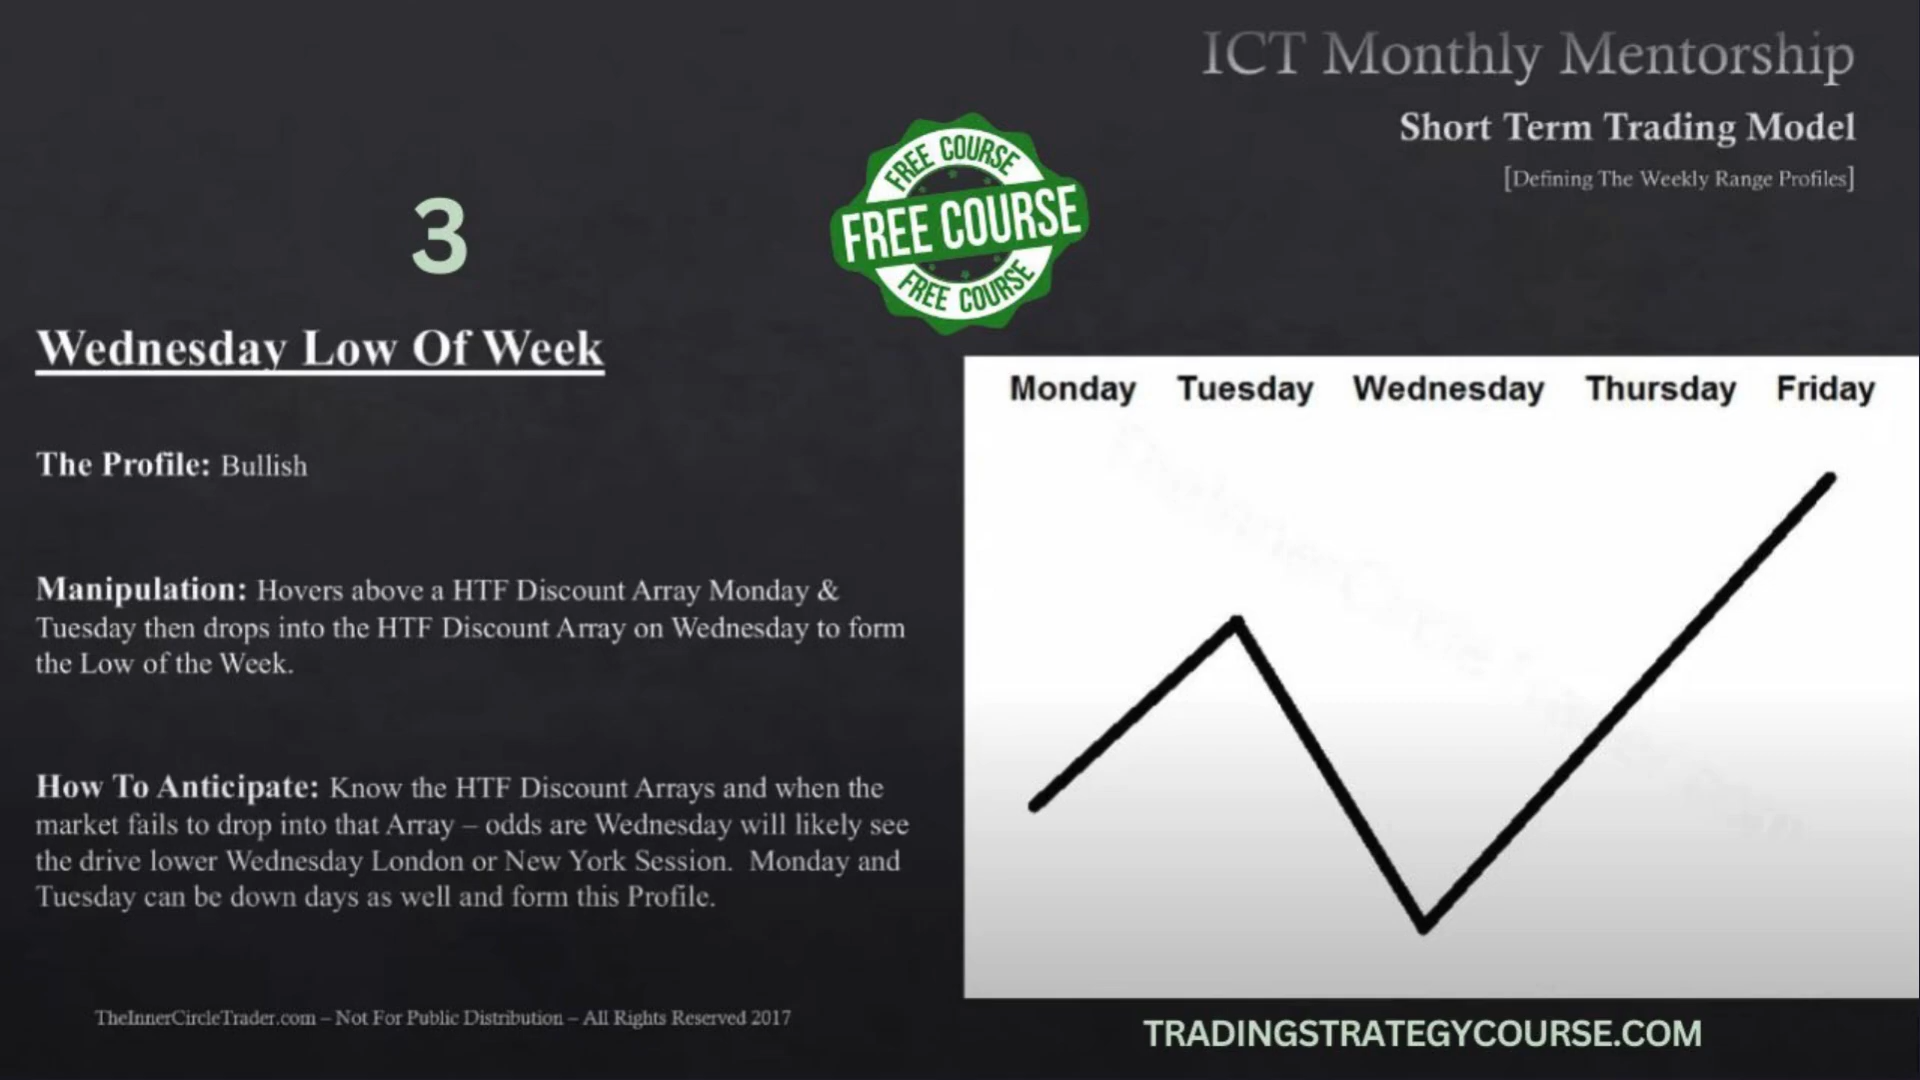 ICT Monthly Mentorship
Short Term Trading Model
[Defining The Weekly Range Profiles]
FREE COURSE
FREE COURSE
FREE COURSE
3
Wednesday Low Of Week
The Profile: Bullish
Manipulation: Hovers above a HTF Discount Array Monday &
Tuesday then drops into the HTF Discount Array on Wednesday to form
the Low of the Week.
How To Anticipate: Know the HTF Discount Arrays and when the
market fails to drop into that Array – odds are Wednesday will likely see
the drive lower Wednesday London or New York Session. Monday and
Tuesday can be down days as well and form this Profile.
Monday Tuesday Wednesday Thursday Friday
TheInnerCircleTrader.com – Not For Public Distribution – All Rights Reserved 2017
TRADINGSTRATEGYCOURSE.COM